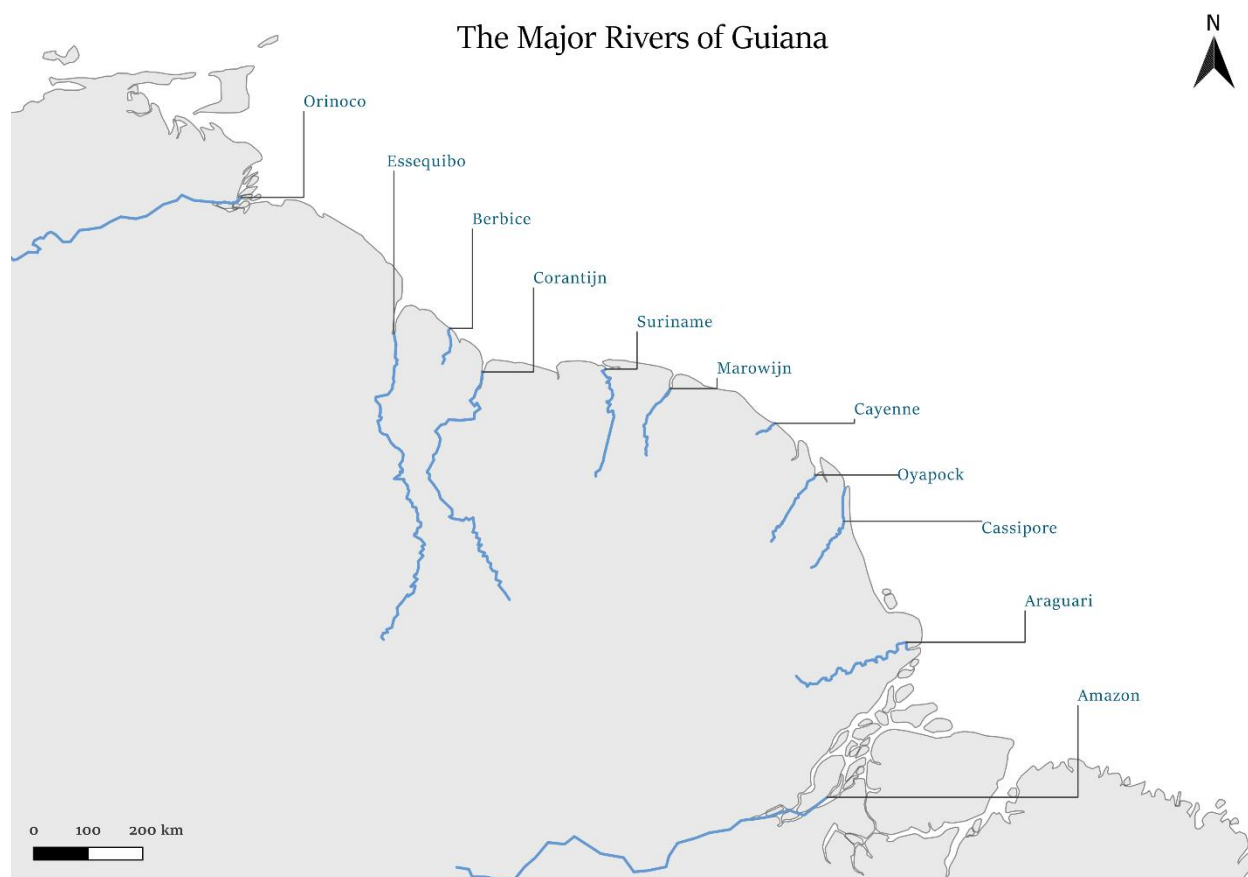 The Major Rivers of Guiana
N
Orinoco
Essequibo
Berbice
Corantijn
Suriname
Marowijn
Cayenne
Oyapock
Cassipore
Araguari
Amazon
0 100 200 km